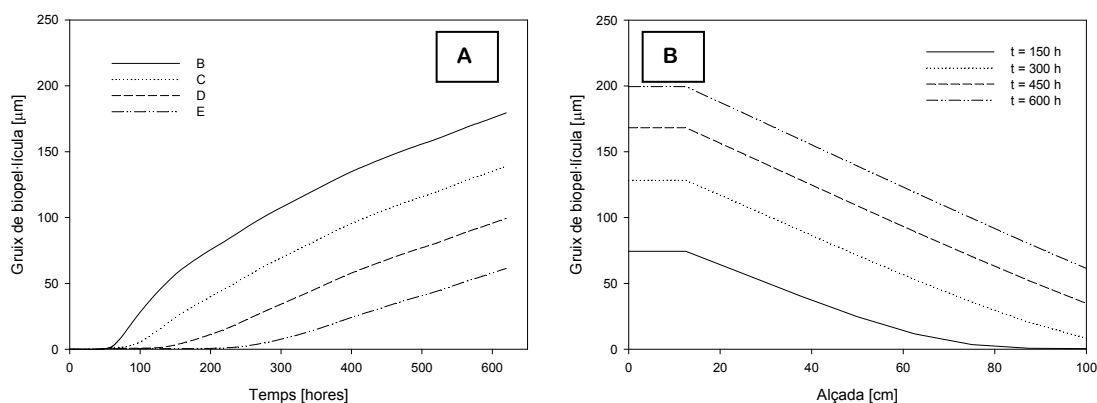 250
200
150
100
50
0
Gruix de biopel·lícula [μm]
0 100 200 300 400 500 600
Temps [hores]
A
B
C
D
E
250
200
150
100
50
0
Gruix de biopel·lícula [μm]
0 20 40 60 80 100
Alçada [cm]
B
t = 150 h
t = 300 h
t = 450 h
t = 600 h